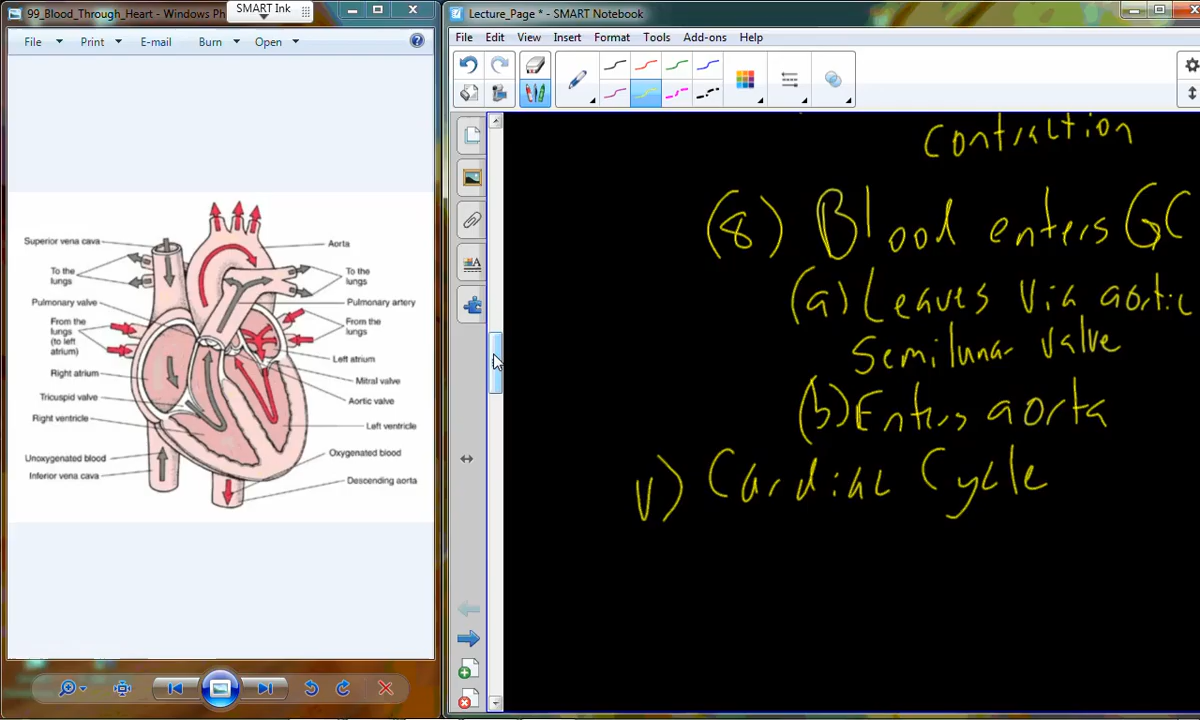 99_Blood_Through_Heart - Windows Ph
SMART Ink
File Print E-mail Burn Open
Superior vena cava
To the
lungs
Pulmonary valve
From the
lungs
(to left
atrium)
Right atrium
Tricuspid valve
Right ventricle
Unoxygenated blood
Inferior vena cava
Aorta
To the
lungs
Pulmonary artery
From the
lungs
Left atrium
Mitral valve
Aortic valve
Left ventricle
Oxygenated blood
Descending aorta
Lecture_Page * - SMART Notebook
File Edit View Insert Format Tools Add-ons Help
Contraction
(8) Blood enters GC
(a) Leaves via aortic
Semilunar valve
(b) Enters aorta
v) Cardiac Cycle